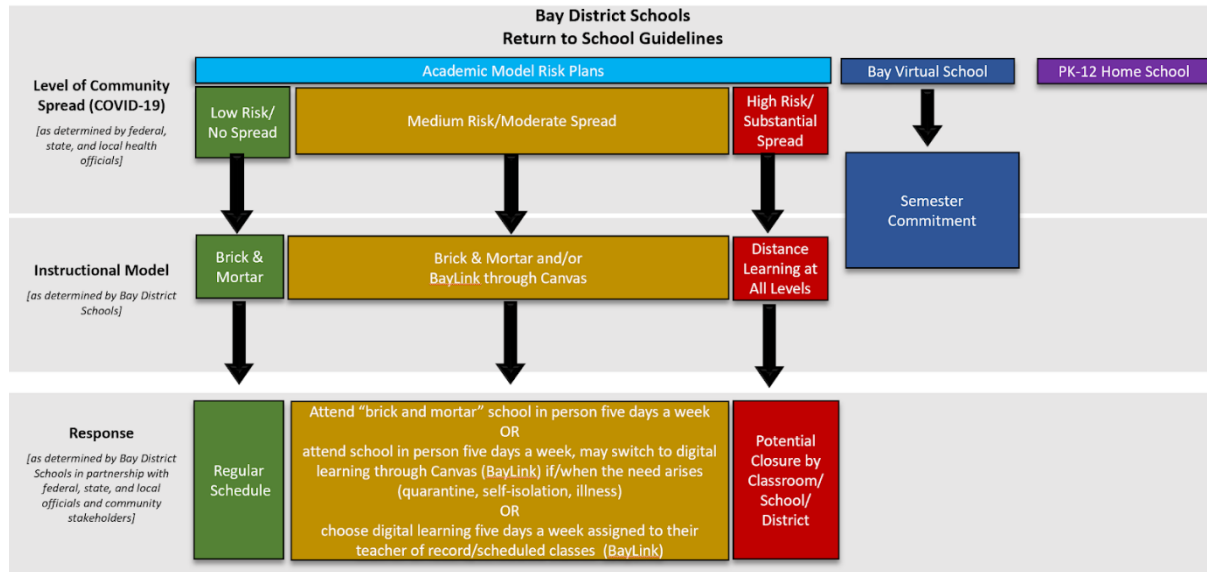 Bay District Schools
Return to School Guidelines
Level of Community
Spread (COVID-19)
[as determined by federal,
state, and local health
officials]
Academic Model Risk Plans
Bay Virtual School
PK-12 Home School
Low Risk/
No Spread
Medium Risk/Moderate Spread
High Risk/
Substantial
Spread
Semester
Commitment
Instructional Model
[as determined by Bay District
Schools]
Brick &
Mortar
Brick & Mortar and/or
BayLink through Canvas
Distance
Learning at
All Levels
Response
[as determined by Bay District
Schools in partnership with
federal, state, and local
officials and community
stakeholders]
Regular
Schedule
Attend “brick and mortar” school in person five days a week
OR
attend school in person five days a week, may switch to digital
learning through Canvas (BayLink) if/when the need arises
(quarantine, self-isolation, illness)
OR
choose digital learning five days a week assigned to their
teacher of record/scheduled classes (BayLink)
Potential
Closure by
Classroom/
School/
District